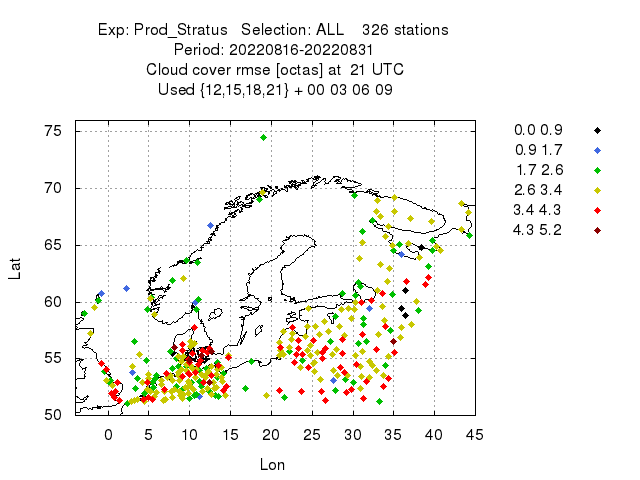 Exp: Prod_Stratus   Selection: ALL    326 stations
Period: 20220816-20220831
Cloud cover rmse [octas] at  21 UTC
Used {12,15,18,21} + 00 03 06 09
75
70
65
60
55
50
Lat
0 5 10 15 20 25 30 35 40 45
Lon
0.0 0.9
0.9 1.7
1.7 2.6
2.6 3.4
3.4 4.3
4.3 5.2